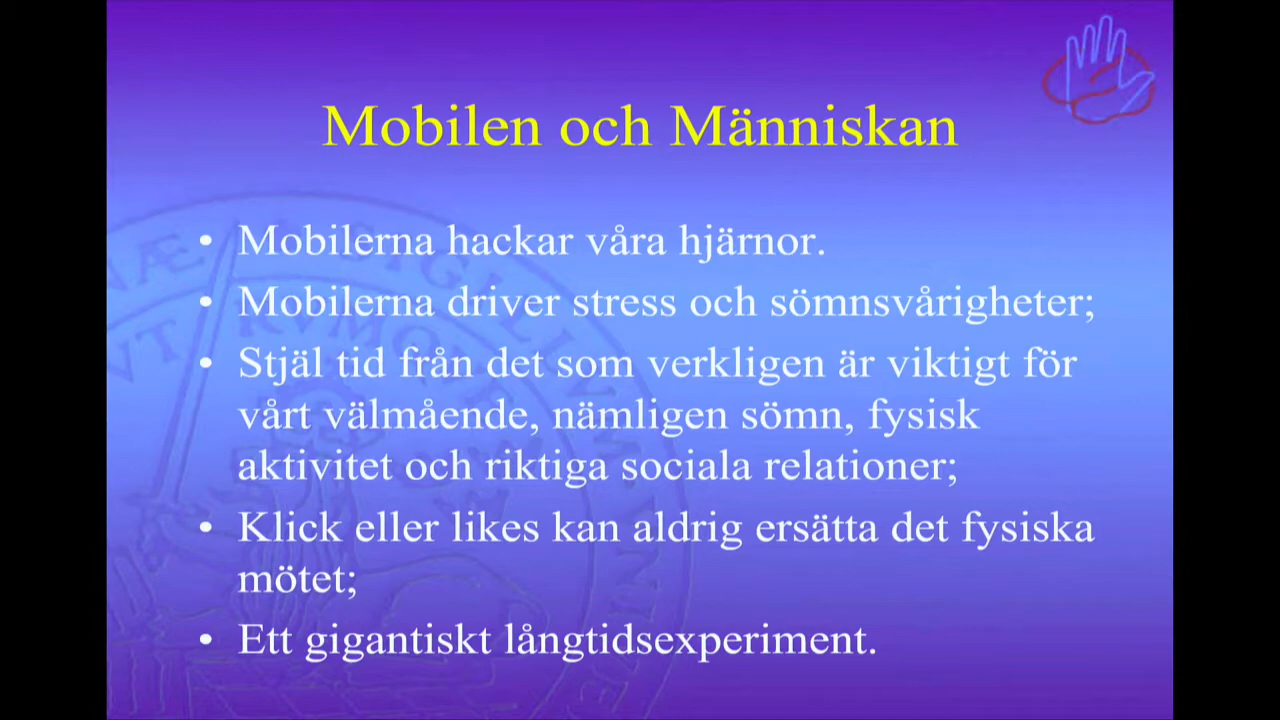 Mobilen och Människan
• Mobilerna hackar våra hjärnor.
• Mobilerna driver stress och sömnsvårigheter;
• Stjäl tid från det som verkligen är viktigt för
vårt välmående, nämligen sömn, fysisk
aktivitet och riktiga sociala relationer;
• Klick eller likes kan aldrig ersätta det fysiska
mötet;
• Ett gigantiskt långtidsexperiment.